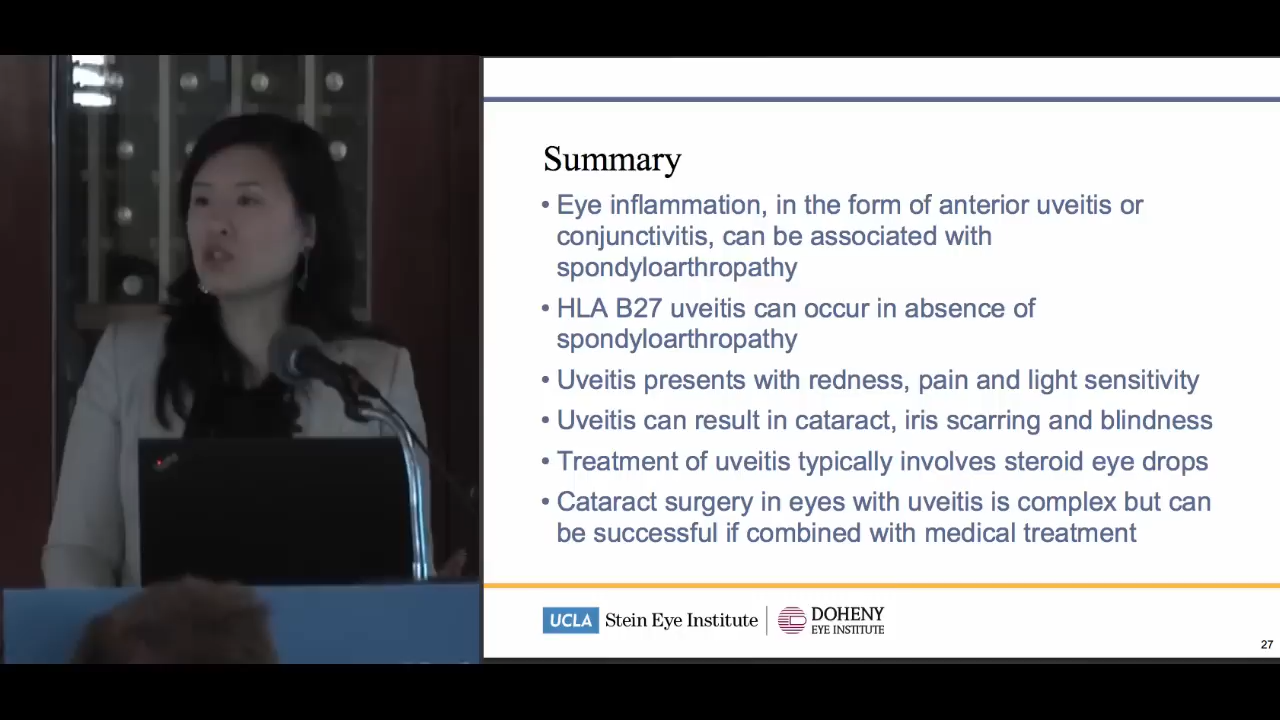 Summary
• Eye inflammation, in the form of anterior uveitis or
conjunctivitis, can be associated with
spondyloarthropathy
• HLA B27 uveitis can occur in absence of
spondyloarthropathy
• Uveitis presents with redness, pain and light sensitivity
• Uveitis can result in cataract, iris scarring and blindness
• Treatment of uveitis typically involves steroid eye drops
• Cataract surgery in eyes with uveitis is complex but can
be successful if combined with medical treatment
UCLA Stein Eye Institute
DOHENY
EYE INSTITUTE
27